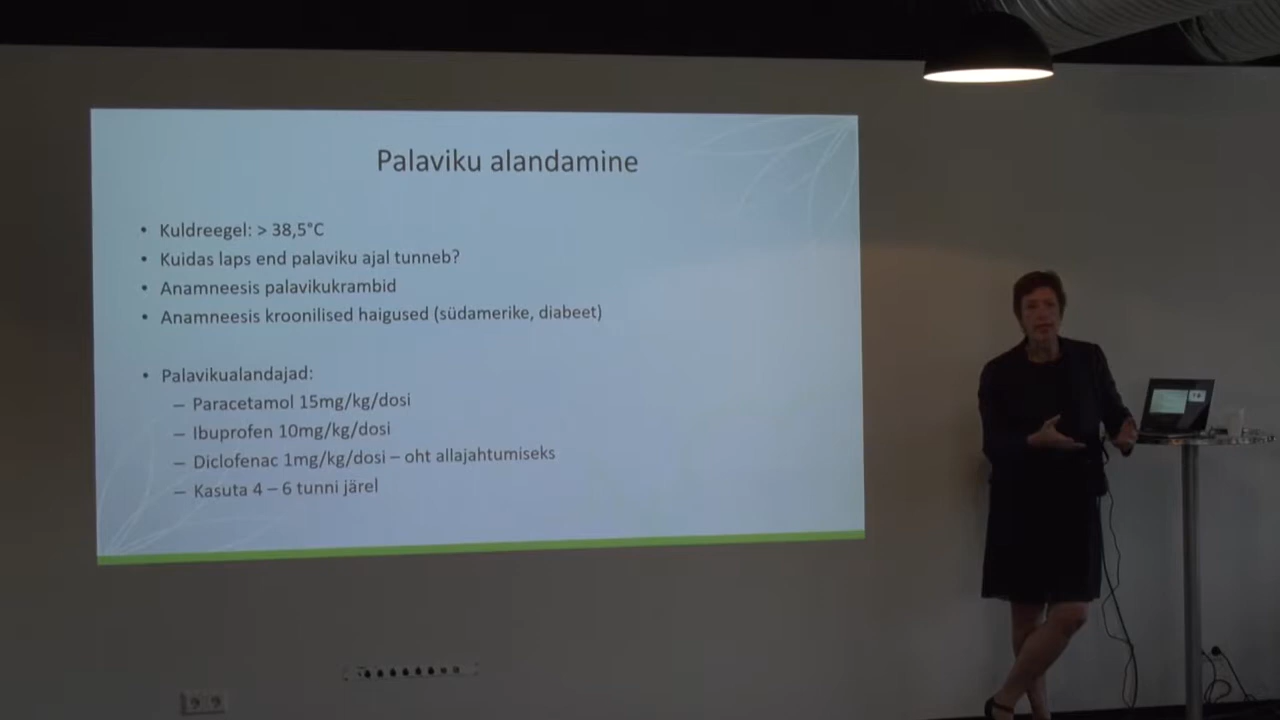 Palaviku alandamine
• Kuldreegel: > 38,5°C
• Kuidas laps end palaviku ajal tunneb?
• Anamneesis palavikukrambid
• Anamneesis kroonilised haigused (südamerike, diabeet)
• Palavikualandajad:
– Paracetamol 15mg/kg/dosi
– Ibuprofen 10mg/kg/dosi
– Diclofenac 1mg/kg/dosi – oht allajahtumiseks
– Kasuta 4 – 6 tunni järel